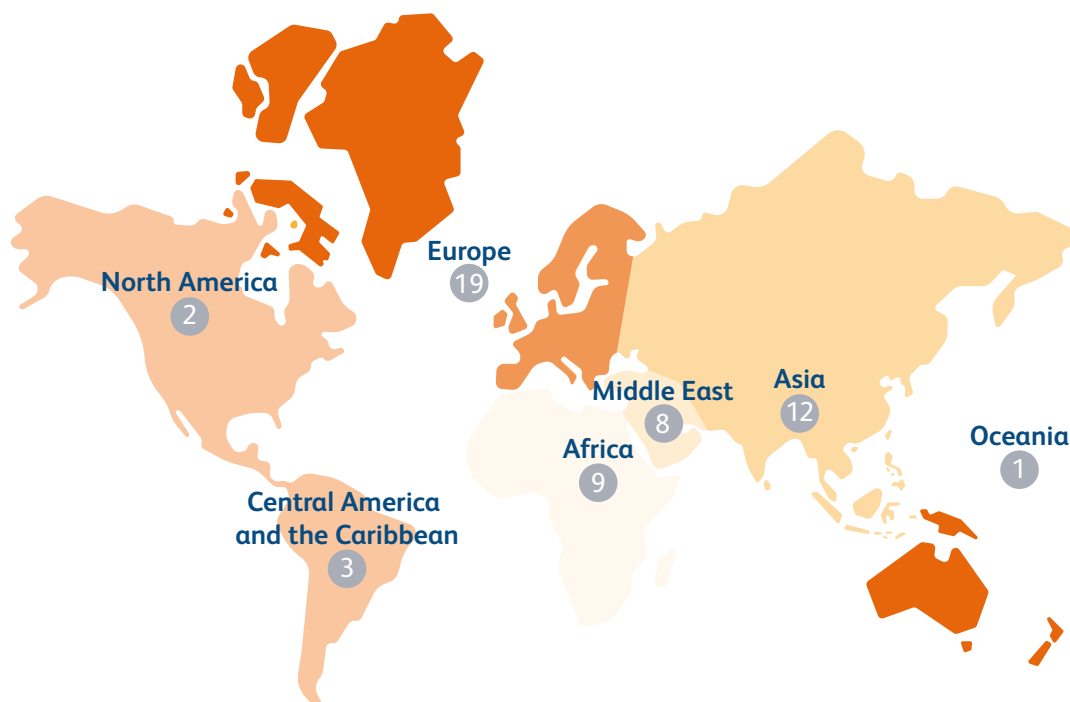 Europe
19
North America
2
Middle East
8
Asia
12
Africa
9
Oceania
1
Central America
and the Caribbean
3